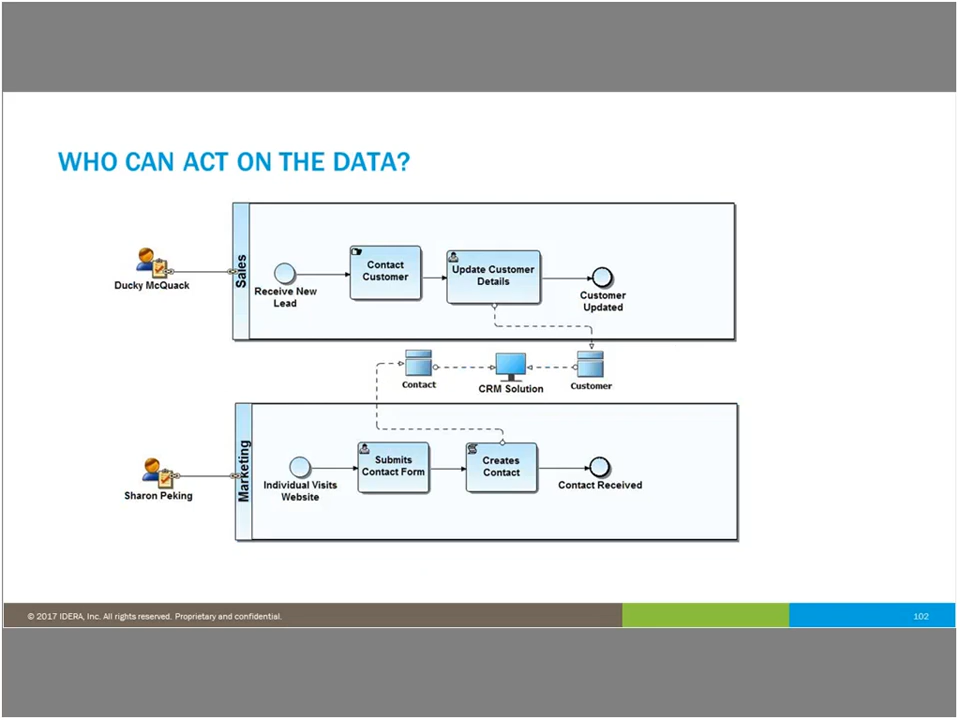 WHO CAN ACT ON THE DATA?
Ducky McQuack
Sales
Receive New
Lead
Contact
Customer
Update Customer
Details
Customer
Updated
Contact
CRM Solution
Customer
Sharon Peking
Marketing
Individual Visits
Website
Submits
Contact Form
Creates
Contact
Contact Received
© 2017 IDERA, Inc. All rights reserved. Proprietary and confidential.
102